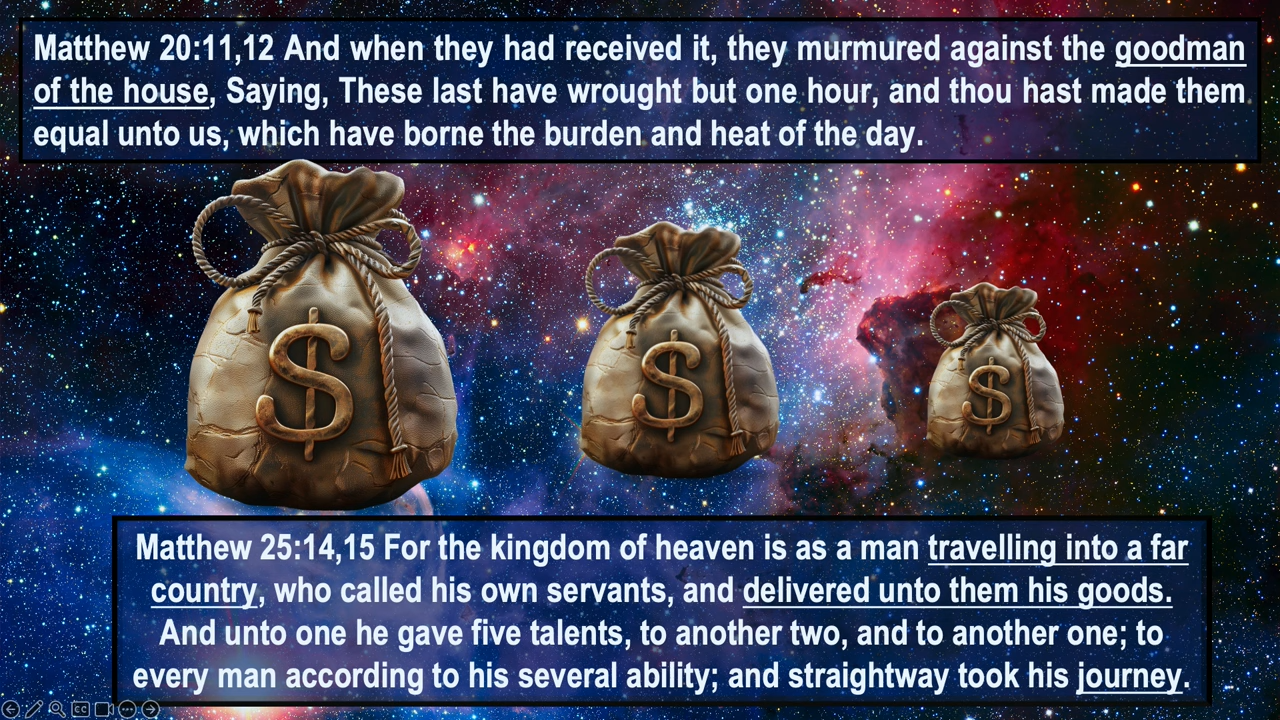 Matthew 20:11,12 And when they had received it, they murmured against the goodman
of the house, Saying, These last have wrought but one hour, and thou hast made them
equal unto us, which have borne the burden and heat of the day.
$
$
$
Matthew 25:14,15 For the kingdom of heaven is as a man travelling into a far
country, who called his own servants, and delivered unto them his goods.
And unto one he gave five talents, to another two, and to another one; to
every man according to his several ability; and straightway took his journey.
CC